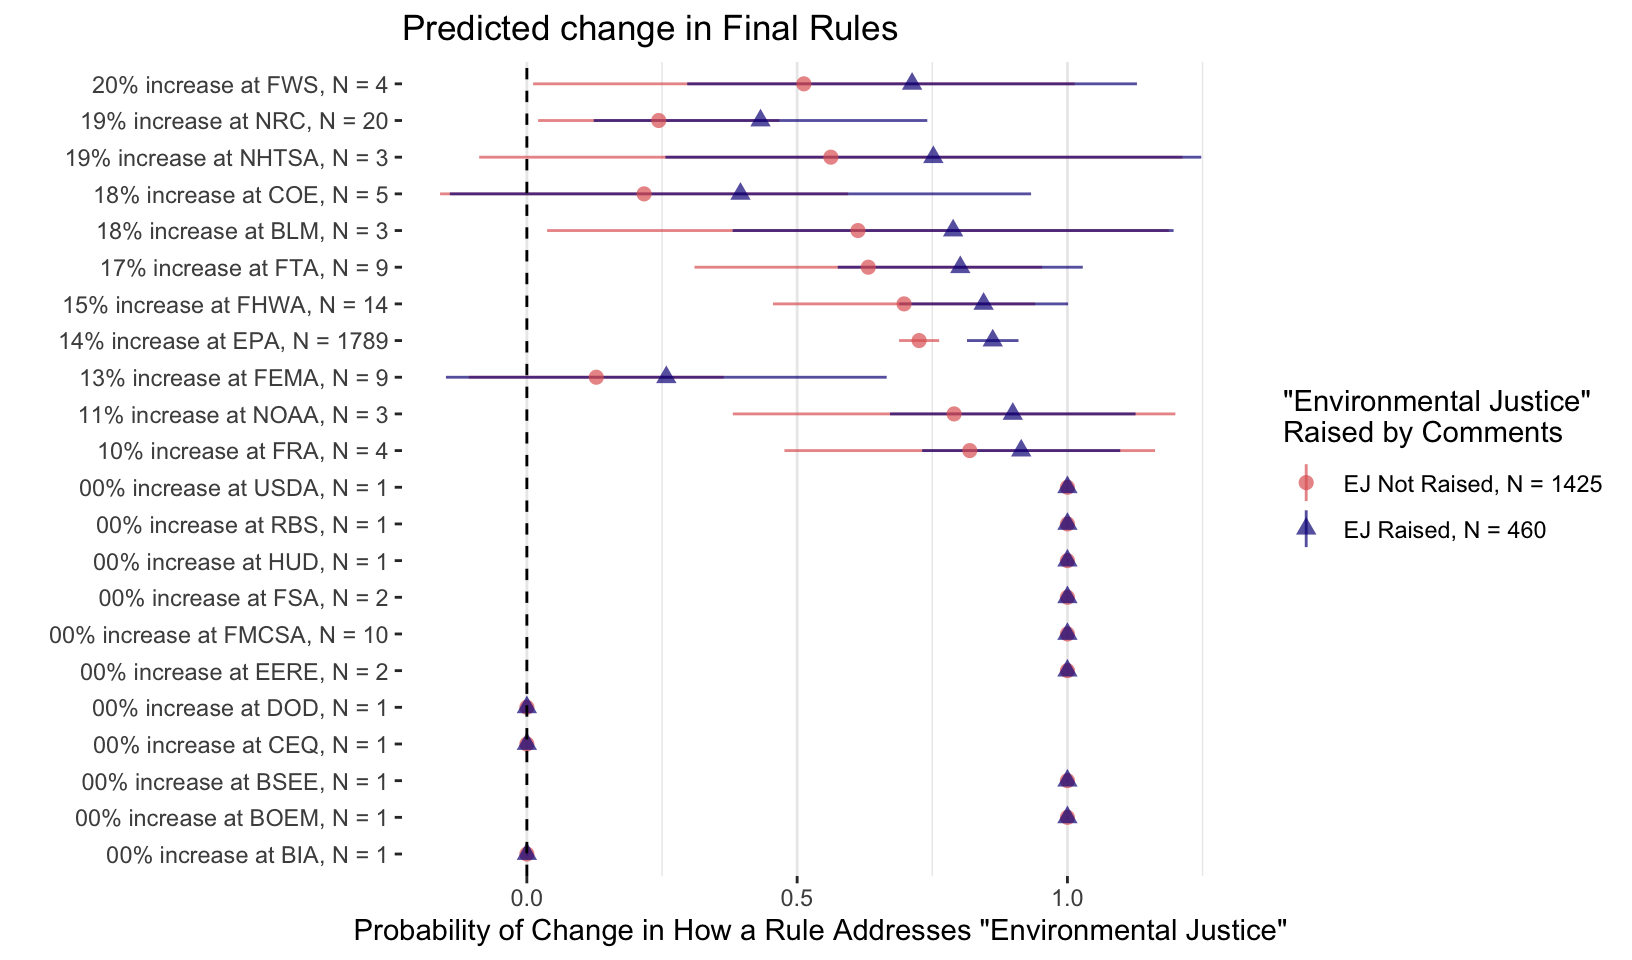 Predicted change in Final Rules
20% increase at FWS, N = 4
19% increase at NRC, N = 20
19% increase at NHTSA, N = 3
18% increase at COE, N = 5
18% increase at BLM, N = 3
17% increase at FTA, N = 9
15% increase at FHWA, N = 14
14% increase at EPA, N = 1789
13% increase at FEMA, N = 9
11% increase at NOAA, N = 3
10% increase at FRA, N = 4
00% increase at USDA, N = 1
00% increase at RBS, N = 1
00% increase at HUD, N = 1
00% increase at FSA, N = 2
00% increase at FMCSA, N = 10
00% increase at EERE, N = 2
00% increase at DOD, N = 1
00% increase at CEQ, N = 1
00% increase at BSEE, N = 1
00% increase at BOEM, N = 1
00% increase at BIA, N = 1
0.0 0.5 1.0
Probability of Change in How a Rule Addresses "Environmental Justice"
"Environmental Justice"
Raised by Comments
EJ Not Raised, N = 1425
EJ Raised, N = 460